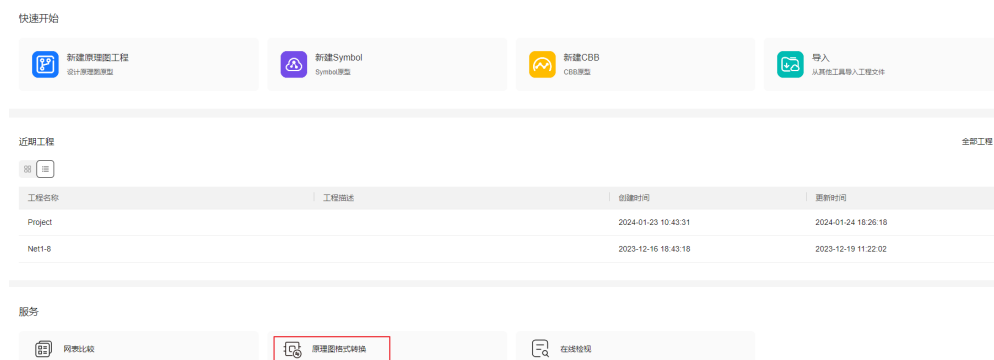 快速开始
新建原理图工程
设计原理图原型
新建Symbol
Symbol原型
新建CBB
CBB原型
导入
从其他工具导入工程文件
近期工程
全部工程
工程名称 工程描述 创建时间 更新时间
Project 2024-01-23 10:43:31 2024-01-24 18:26:18
Net1-8 2023-12-16 18:43:18 2023-12-19 11:22:02
服务
网表比较
原理图格式转换
在线检视